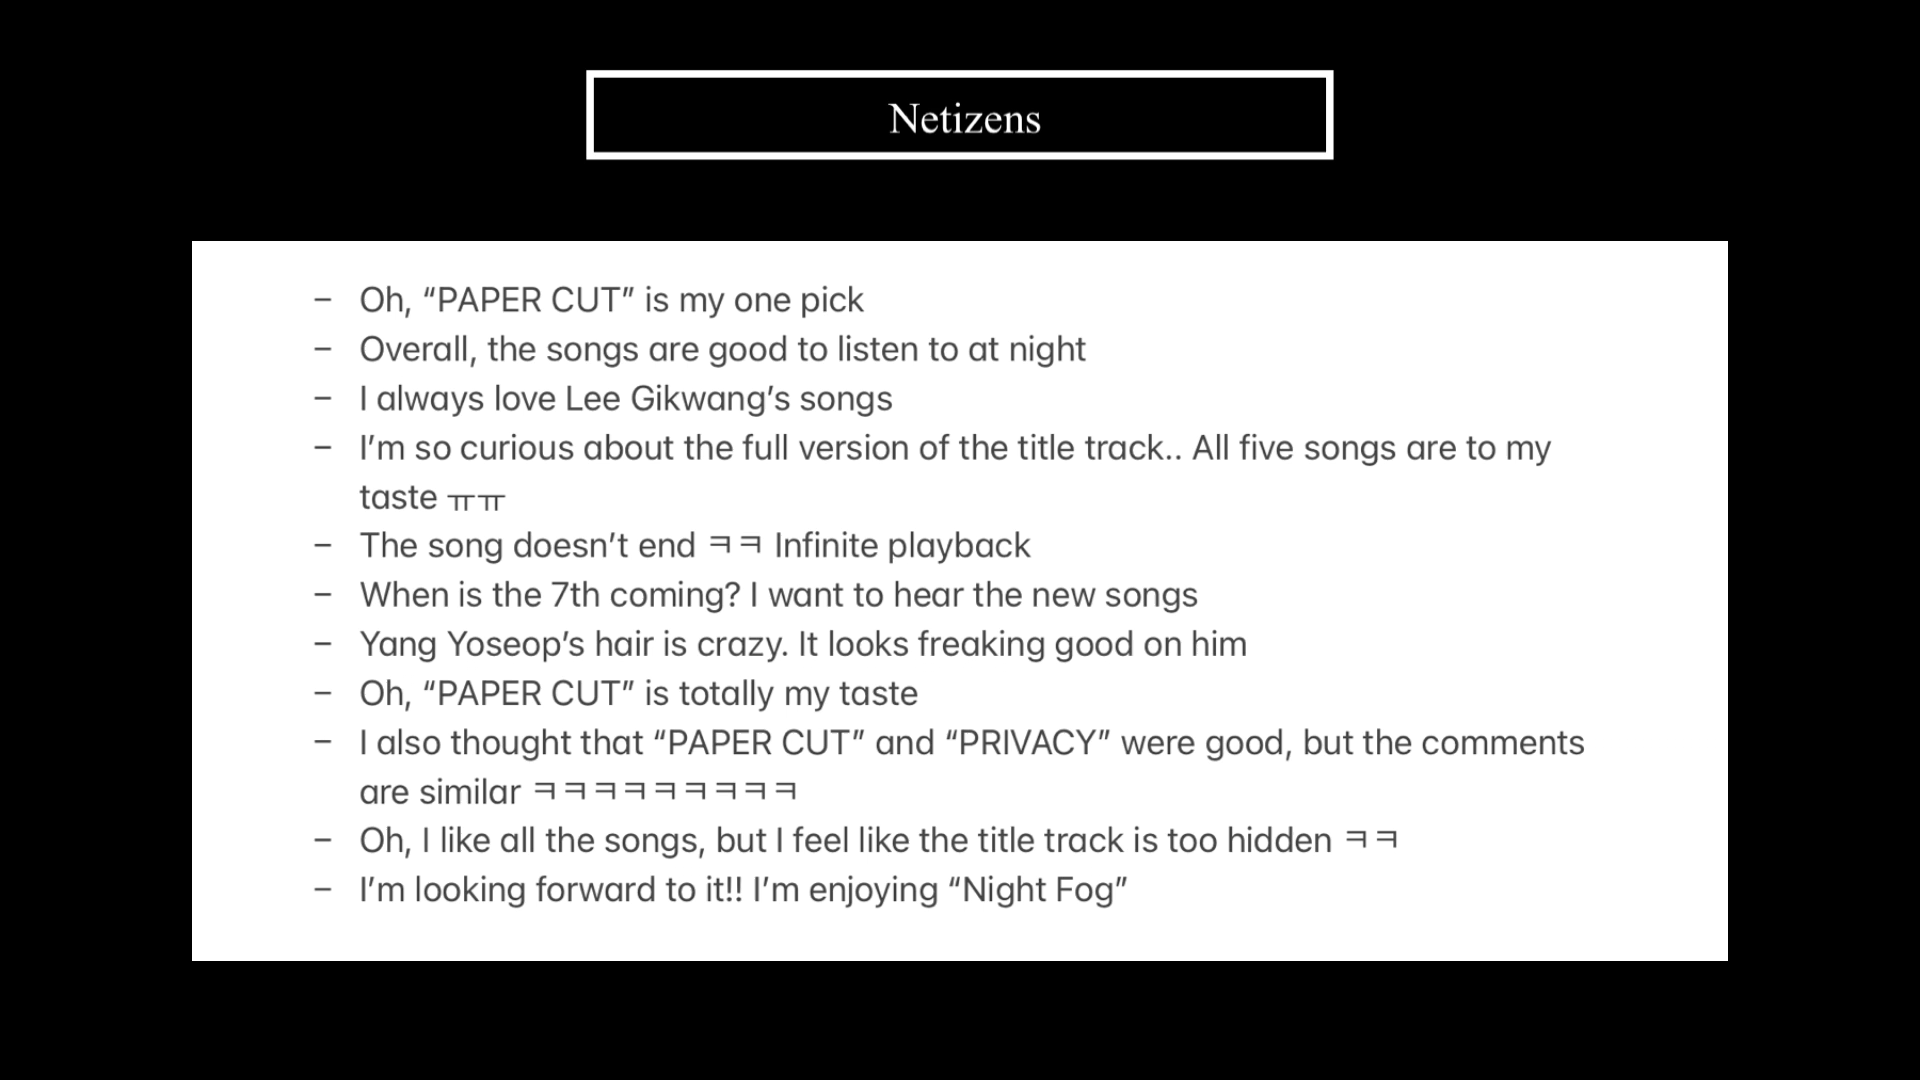 Netizens
– Oh, “PAPER CUT” is my one pick
– Overall, the songs are good to listen to at night
– I always love Lee Gikwang’s songs
– I’m so curious about the full version of the title track.. All five songs are to my
taste ㅠㅠ
– The song doesn’t end ㅋㅋ Infinite playback
– When is the 7th coming? I want to hear the new songs
– Yang Yoseop’s hair is crazy. It looks freaking good on him
– Oh, “PAPER CUT” is totally my taste
– I also thought that “PAPER CUT” and “PRIVACY” were good, but the comments
are similar ㅋㅋㅋㅋㅋㅋㅋㅋㅋ
– Oh, I like all the songs, but I feel like the title track is too hidden ㅋㅋ
– I’m looking forward to it!! I’m enjoying “Night Fog”